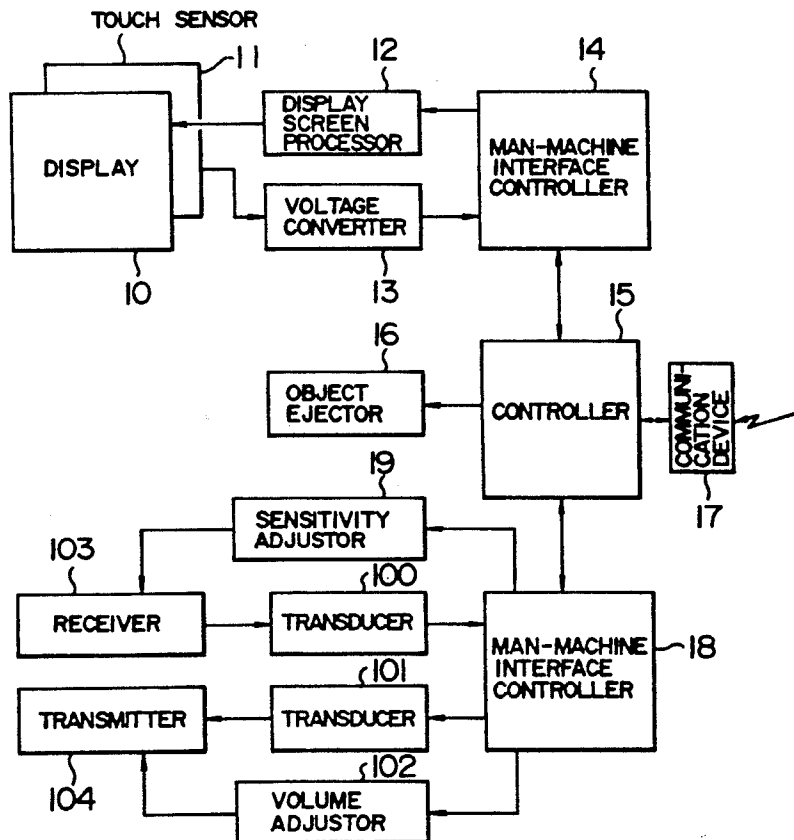 TOUCH SENSOR
11
12
14
DISPLAY
SCREEN
PROCESSOR
MAN-MACHINE
INTERFACE
CONTROLLER
DISPLAY
VOLTAGE
CONVERTER
10
13
15
16
OBJECT
EJECTOR
CONTROLLER
COMMUNI-
CATION
DEVICE
17
19
SENSITIVITY
ADJUSTOR
103
100
RECEIVER
TRANSDUCER
MAN-MACHINE
INTERFACE
CONTROLLER
18
101
TRANSMITTER
TRANSDUCER
104
102
VOLUME
ADJUSTOR